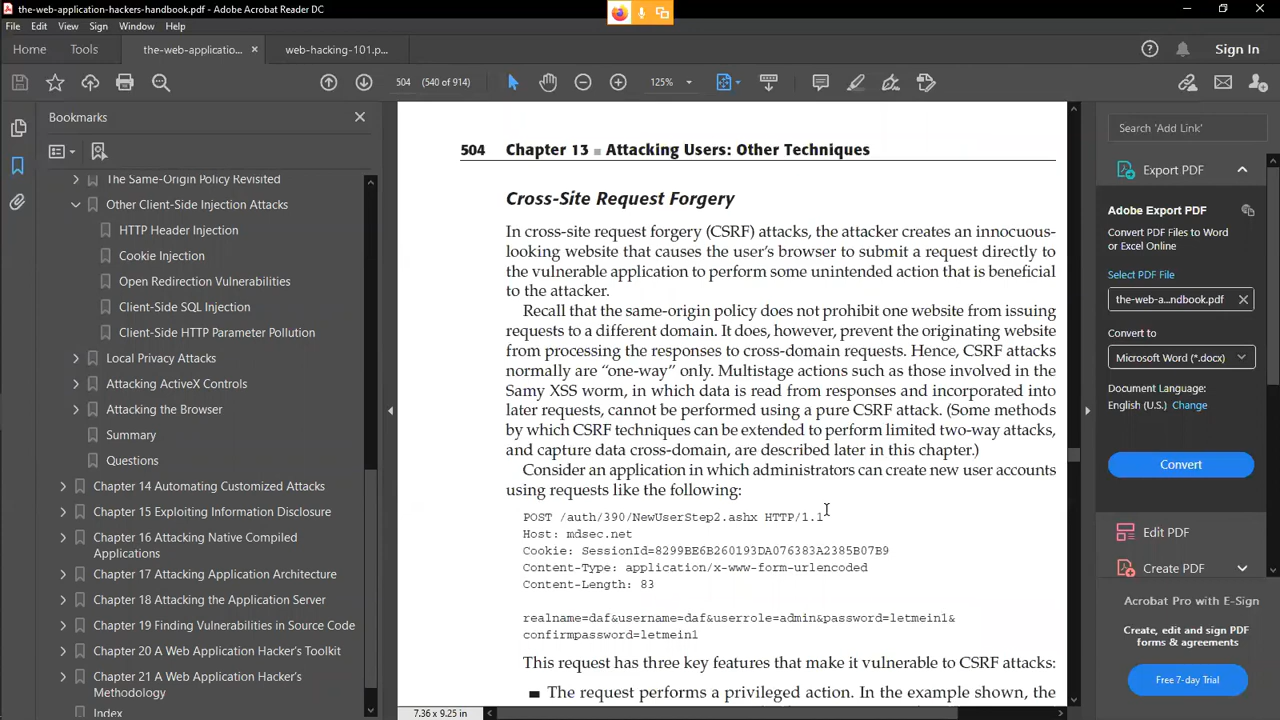 the-web-application-hackers-handbook.pdf - Adobe Acrobat Reader DC
File Edit View Sign Window Help
Home Tools the-web-applicatio... web-hacking-101.p... Sign In
504 (540 of 914) 125%
Bookmarks
The Same-Origin Policy Revisited
Other Client-Side Injection Attacks
HTTP Header Injection
Cookie Injection
Open Redirection Vulnerabilities
Client-Side SQL Injection
Client-Side HTTP Parameter Pollution
Local Privacy Attacks
Attacking ActiveX Controls
Attacking the Browser
Summary
Questions
Chapter 14 Automating Customized Attacks
Chapter 15 Exploiting Information Disclosure
Chapter 16 Attacking Native Compiled
Applications
Chapter 17 Attacking Application Architecture
Chapter 18 Attacking the Application Server
Chapter 19 Finding Vulnerabilities in Source Code
Chapter 20 A Web Application Hacker's Toolkit
Chapter 21 A Web Application Hacker's
Methodology
Index
504 Chapter 13 ■ Attacking Users: Other Techniques
Cross-Site Request Forgery
In cross-site request forgery (CSRF) attacks, the attacker creates an innocuous-
looking website that causes the user's browser to submit a request directly to
the vulnerable application to perform some unintended action that is beneficial
to the attacker.
Recall that the same-origin policy does not prohibit one website from issuing
requests to a different domain. It does, however, prevent the originating website
from processing the responses to cross-domain requests. Hence, CSRF attacks
normally are “one-way” only. Multistage actions such as those involved in the
Samy XSS worm, in which data is read from responses and incorporated into
later requests, cannot be performed using a pure CSRF attack. (Some methods
by which CSRF techniques can be extended to perform limited two-way attacks,
and capture data cross-domain, are described later in this chapter.)
Consider an application in which administrators can create new user accounts
using requests like the following:
POST /auth/390/NewUserStep2.ashx HTTP/1.1
Host: mdsec.net
Cookie: SessionId=8299BE6B260193DA076383A2385B07B9
Content-Type: application/x-www-form-urlencoded
Content-Length: 83
realname=daf&username=daf&userrole=admin&password=letmein1&
confirmpassword=letmein1
This request has three key features that make it vulnerable to CSRF attacks:
■ The request performs a privileged action. In the example shown, the
7.36 x 9.25 in
Search 'Add Link'
Export PDF
Adobe Export PDF
Convert PDF Files to Word
or Excel Online
Select PDF File
the-web-a...ndbook.pdf
Convert to
Microsoft Word (*.docx)
Document Language:
English (U.S.) Change
Convert
Edit PDF
Create PDF
Acrobat Pro with E-Sign
Create, edit and sign PDF
forms & agreements
Free 7-day Trial